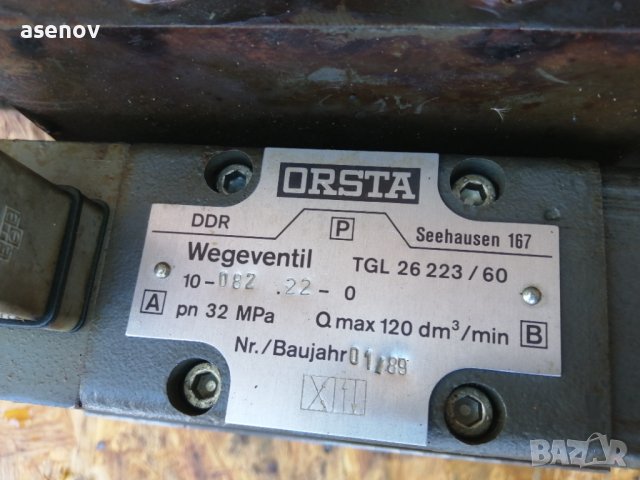 asenov
ORSTA
DDR
P
Seehausen 167
Wegeventil
TGL 26 223/60
10-08Z .22-0
A
pn 32 MPa
Q max 120 dm³/min
B
Nr./Baujahr 01/89
BAZAR